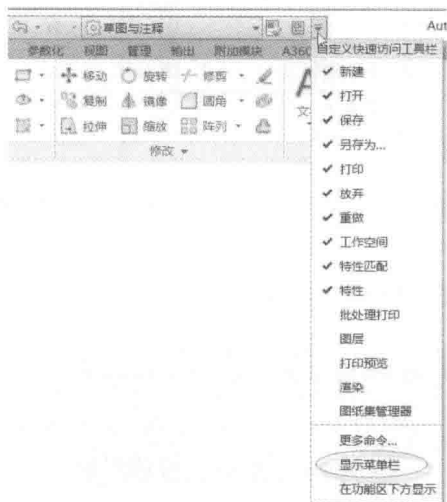 草图与注释
Aut
参数化 视图 管理 输出 附加模块 A360
自定义快速访问工具栏
移动 旋转 修剪
复制 镜像 圆角
拉伸 缩放 阵列
修改
A
文
新建
打开
保存
另存为...
打印
放弃
重做
工作空间
特性匹配
特性
批处理打印
图层
打印预览
渲染
图纸集管理器
更多命令...
显示菜单栏
在功能区下方显示